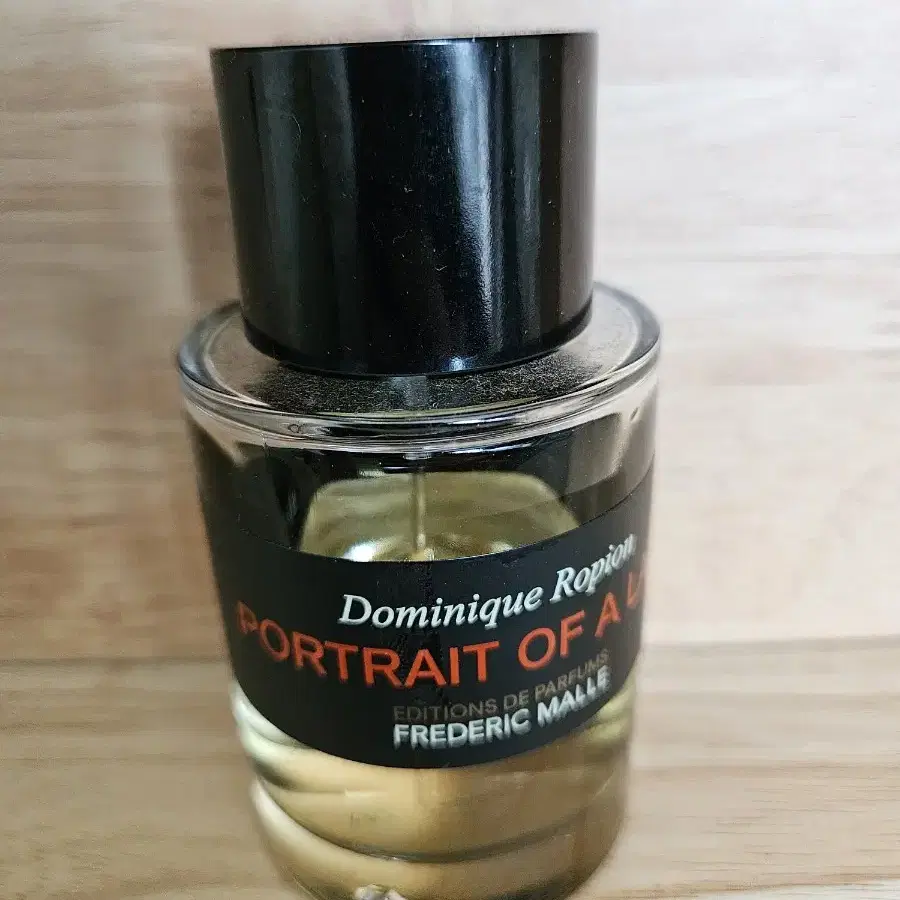 Dominique Ropion
PORTRAIT OF A L
EDITIONS DE PARFUMS
FREDERIC MALLE